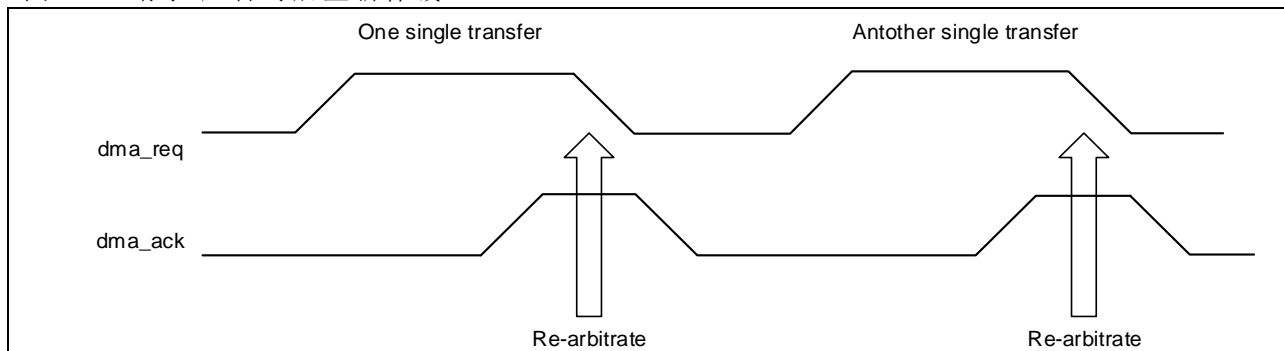 One single transfer
Antother single transfer
dma_req
dma_ack
Re-arbitrate
Re-arbitrate